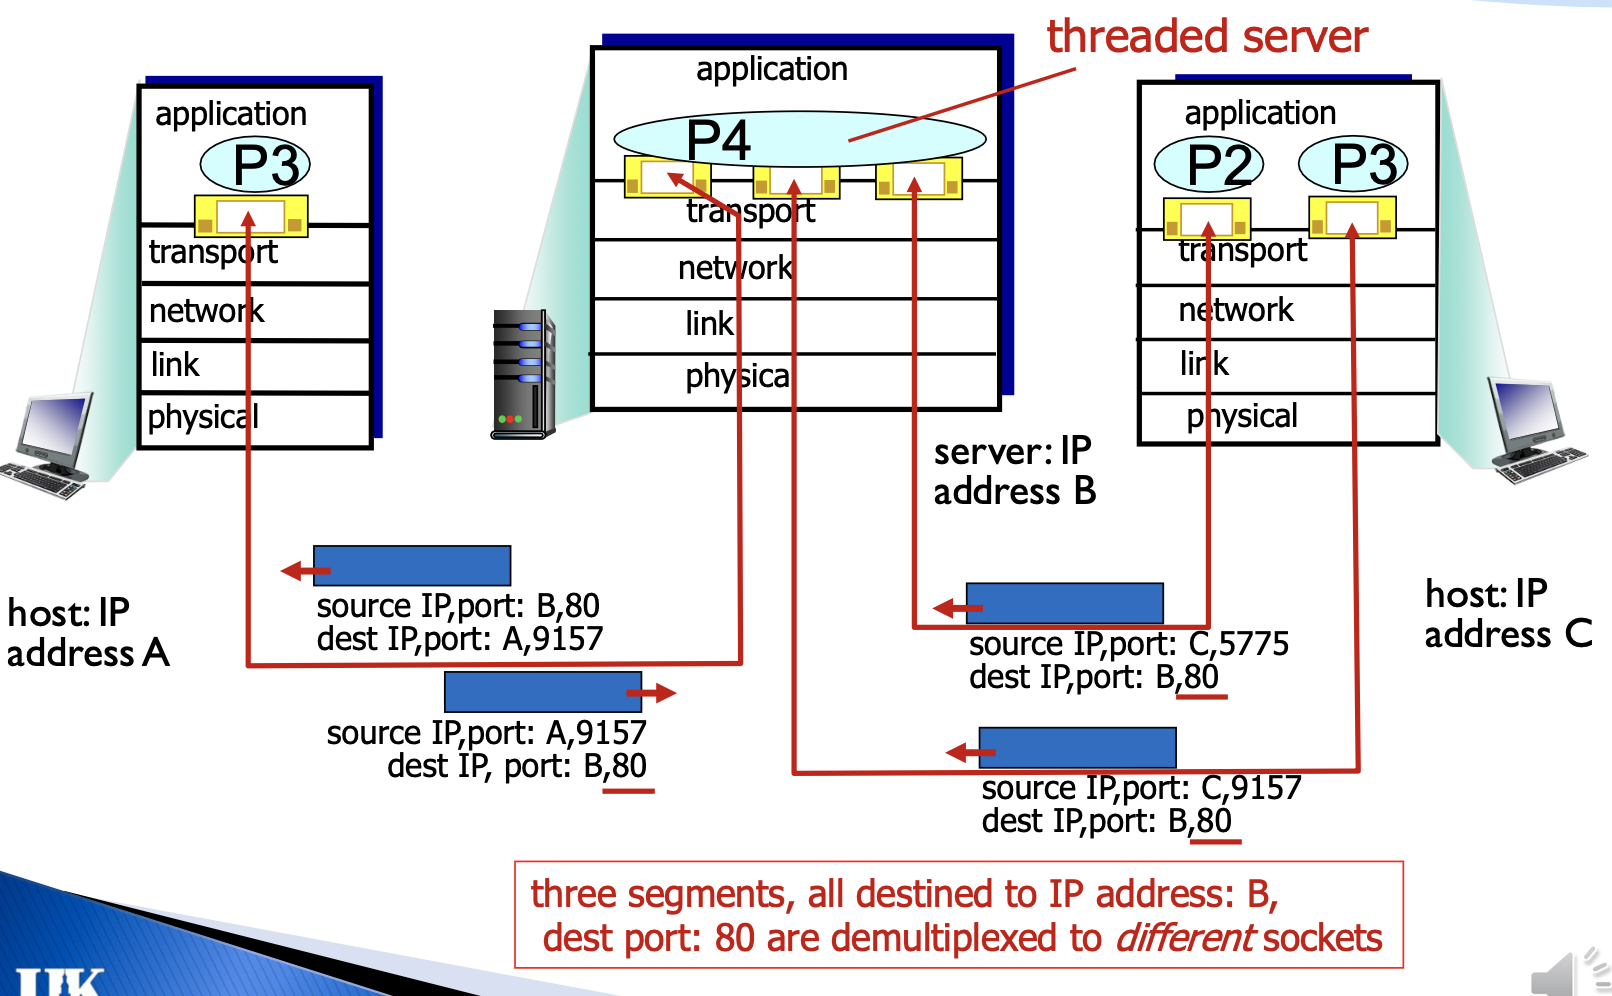 threaded server
application
P3
transport
network
link
physical
application
P4
transport
network
link
physical
application
P2
P3
transport
network
link
physical
server: IP
address B
host: IP
address A
source IP,port: B,80
dest IP,port: A,9157
source IP,port: A,9157
dest IP, port: B,80
source IP,port: C,5775
dest IP,port: B,80
source IP,port: C,9157
dest IP,port: B,80
host: IP
address C
three segments, all destined to IP address: B,
dest port: 80 are demultiplexed to different sockets
UK